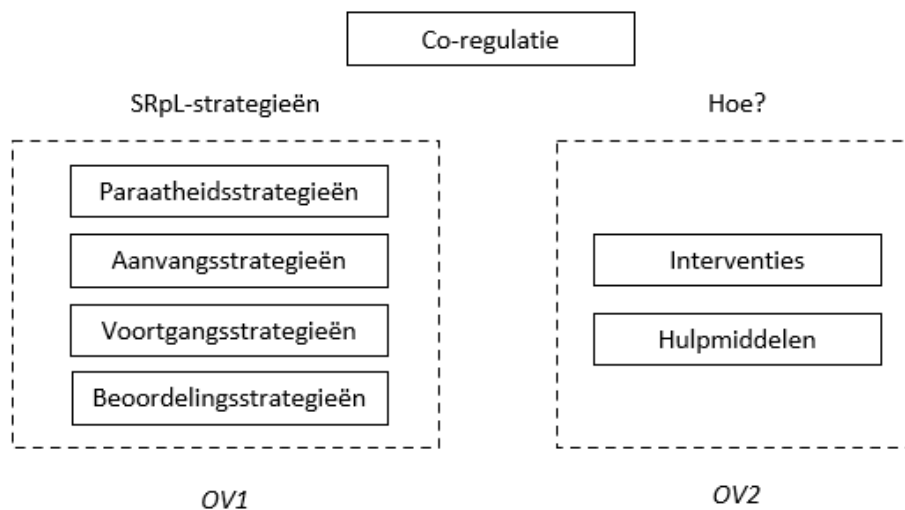 Co-regulatie
SRpL-strategieën
Hoe?
Paraatheidsstrategieën
Aanvangsstrategieën
Voortgangsstrategieën
Beoordelingsstrategieën
Interventies
Hulpmiddelen
OV1
OV2